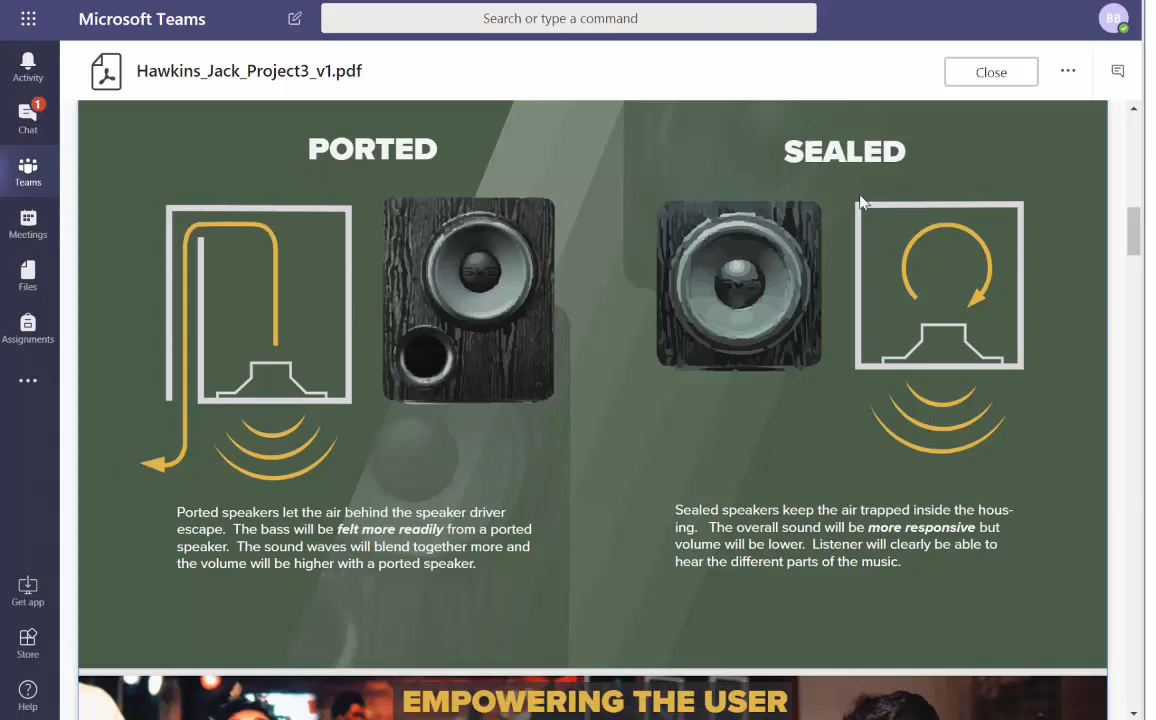 Microsoft Teams
Search or type a command
BB
Activity
Hawkins_Jack_Project3_v1.pdf
Close
1
Chat
Teams
Meetings
Files
Assignments
Get app
Store
Help
PORTED
SEALED
SVS
SVS
Ported speakers let the air behind the speaker driver
escape. The bass will be felt more readily from a ported
speaker. The sound waves will blend together more and
the volume will be higher with a ported speaker.
Sealed speakers keep the air trapped inside the hous-
ing. The overall sound will be more responsive but
volume will be lower. Listener will clearly be able to
hear the different parts of the music.
EMPOWERING THE USER